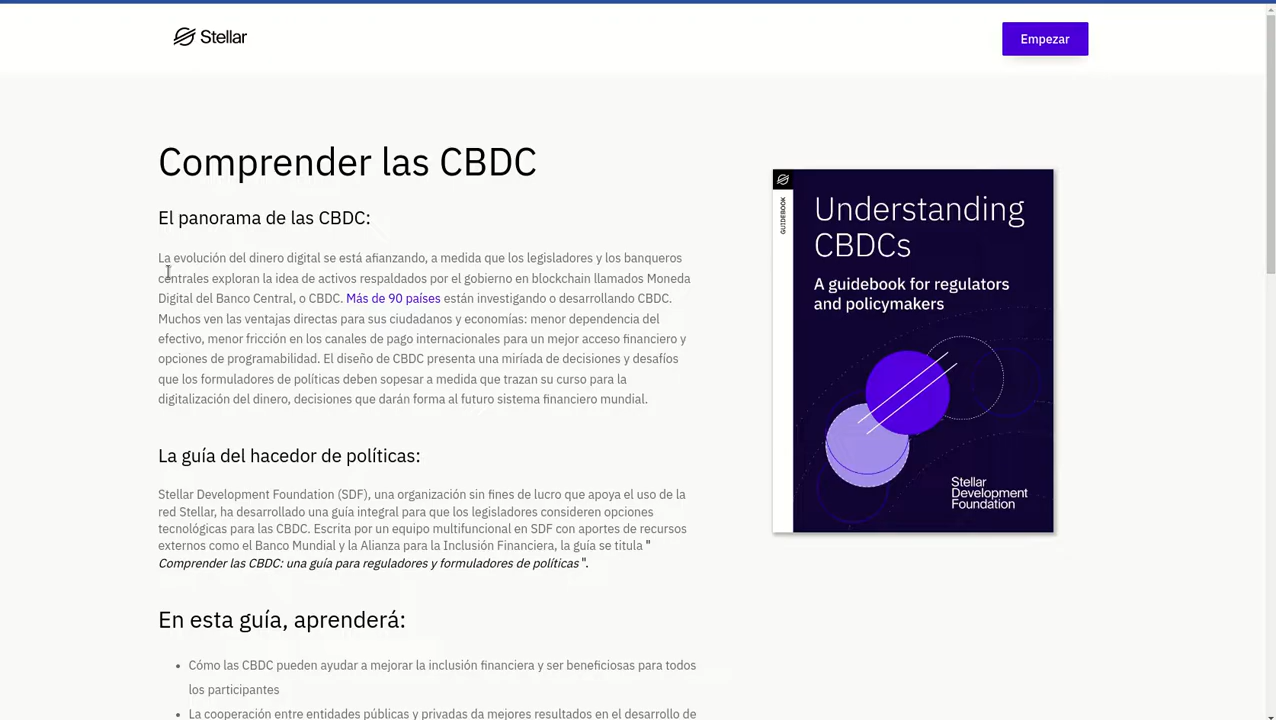 Stellar
Empezar
Comprender las CBDC
El panorama de las CBDC:
La evolución del dinero digital se está afianzando, a medida que los legisladores y los banqueros
centrales exploran la idea de activos respaldados por el gobierno en blockchain llamados Moneda
Digital del Banco Central, o CBDC. Más de 90 países están investigando o desarrollando CBDC.
Muchos ven las ventajas directas para sus ciudadanos y economías: menor dependencia del
efectivo, menor fricción en los canales de pago internacionales para un mejor acceso financiero y
opciones de programabilidad. El diseño de CBDC presenta una miríada de decisiones y desafíos
que los formuladores de políticas deben sopesar a medida que trazan su curso para la
digitalización del dinero, decisiones que darán forma al futuro sistema financiero mundial.
La guía del hacedor de políticas:
Stellar Development Foundation (SDF), una organización sin fines de lucro que apoya el uso de la
red Stellar, ha desarrollado una guía integral para que los legisladores consideren opciones
tecnológicas para las CBDC. Escrita por un equipo multifuncional en SDF con aportes de recursos
externos como el Banco Mundial y la Alianza para la Inclusión Financiera, la guía se titula "
Comprender las CBDC: una guía para reguladores y formuladores de políticas ".
En esta guía, aprenderá:
• Cómo las CBDC pueden ayudar a mejorar la inclusión financiera y ser beneficiosas para todos
los participantes
• La cooperación entre entidades públicas y privadas da mejores resultados en el desarrollo de
GUIDEBOOK
Understanding
CBDCs
A guidebook for regulators
and policymakers
Stellar
Development
Foundation